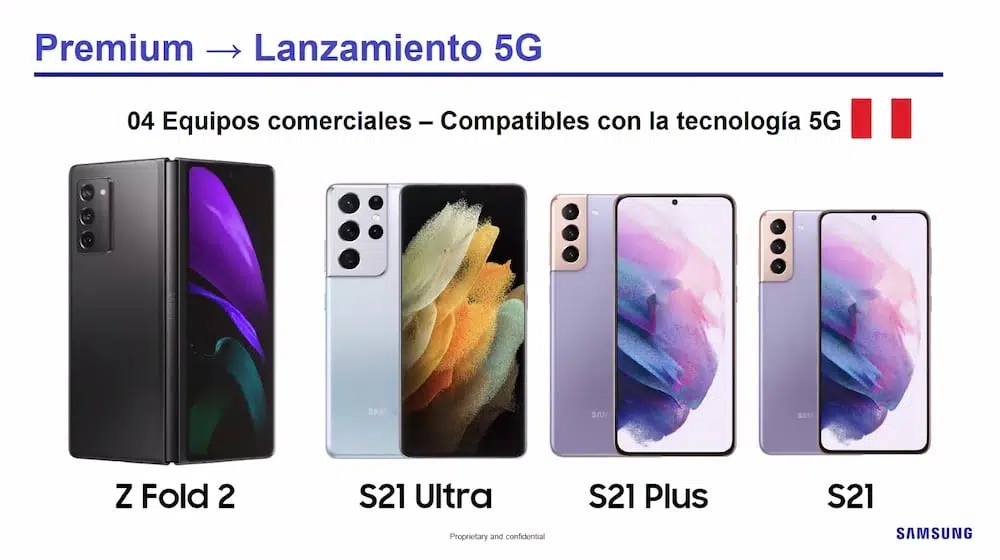 Premium → Lanzamiento 5G
04 Equipos comerciales – Compatibles con la tecnología 5G
Z Fold 2
S21 Ultra
S21 Plus
S21
Proprietary and confidential
SAMSUNG